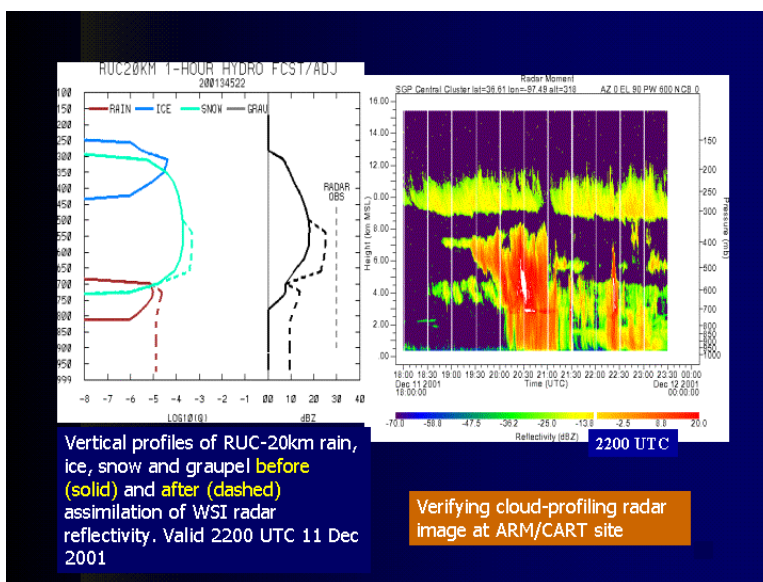 RUC20KM 1-HOUR HYDRO FCST/ADJ
200134522
RAIN ICE SNOW GRAU
100
150
200
250
300
350
400
450
500
550
600
650
700
750
800
850
900
950
999
RADAR
OBS
-8 -7 -6 -5 -4 -3 -2 -1 00 10 20 30 40
LOG10(G) dBZ
Radar Moment
SGP Central Cluster lat=36.61 lon=-97.49 alt=318 AZ 0 EL 90 PW 600 NCB 0
16.00
14.00
12.00
10.00
8.00
6.00
4.00
2.00
.00
Height (km MSL)
150
200
250
300
400
500
600
700
800
850
900
950
1000
Pressure (mb)
18:00 18:30 19:00 19:30 20:00 20:30 21:00 21:30 22:00 22:30 23:00 23:30 00:00
Dec 11 2001 Time (UTC) Dec 12 2001
18:00:00 00:00:00
-70.0 -58.8 -47.5 -36.3 -25.0 -13.8 -2.5 8.8 20.0
Reflectivity (dBZ)
2200 UTC
Vertical profiles of RUC-20km rain,
ice, snow and graupel before
(solid) and after (dashed)
assimilation of WSI radar
reflectivity. Valid 2200 UTC 11 Dec
2001
Verifying cloud-profiling radar
image at ARM/CART site